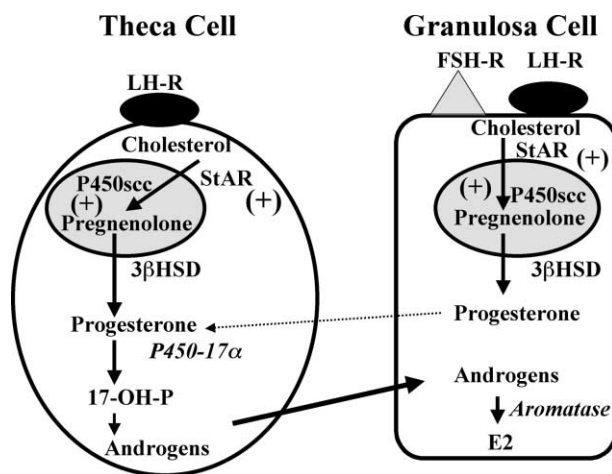 Theca Cell
LH-R
Cholesterol
StAR
P450scc
(+)
(+)
Pregnenolone
3βHSD
Progesterone
P450-17α
17-OH-P
Androgens
Granulosa Cell
FSH-R LH-R
Cholesterol
StAR
(+)
(+)
P450scc
Pregnenolone
3βHSD
Progesterone
Androgens
Aromatase
E2